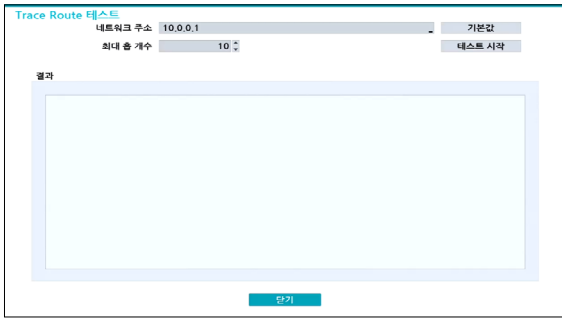 Trace Route 테스트
네트워크 주소 10,0,0,1 기본값
최대 홉 개수 10 테스트 시작
결과
닫기